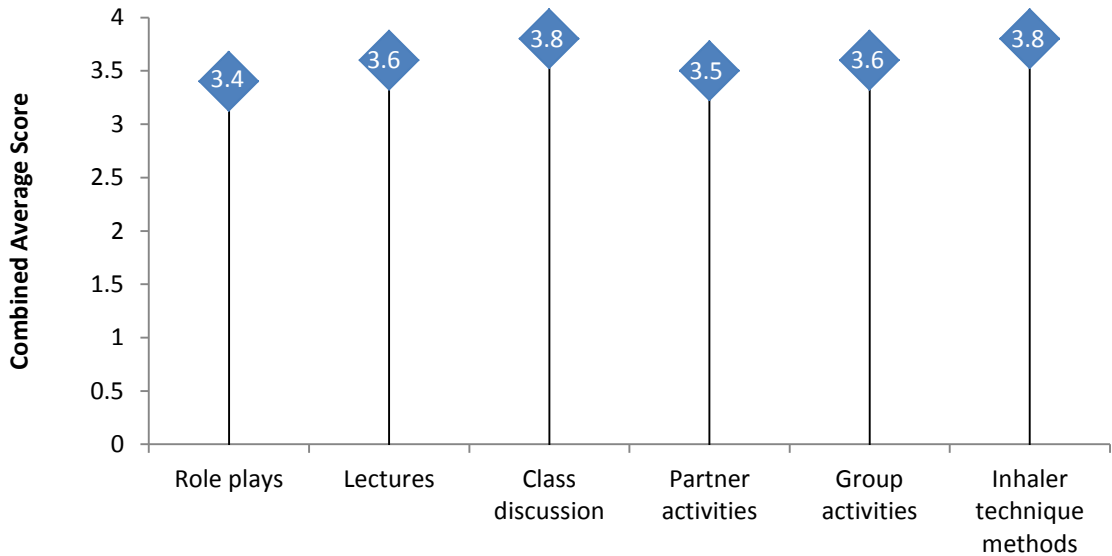 Combined Average Score
4
3.5
3
2.5
2
1.5
1
0.5
0
3.4
3.6
3.8
3.5
3.6
3.8
Role plays
Lectures
Class
discussion
Partner
activities
Group
activities
Inhaler
technique
methods